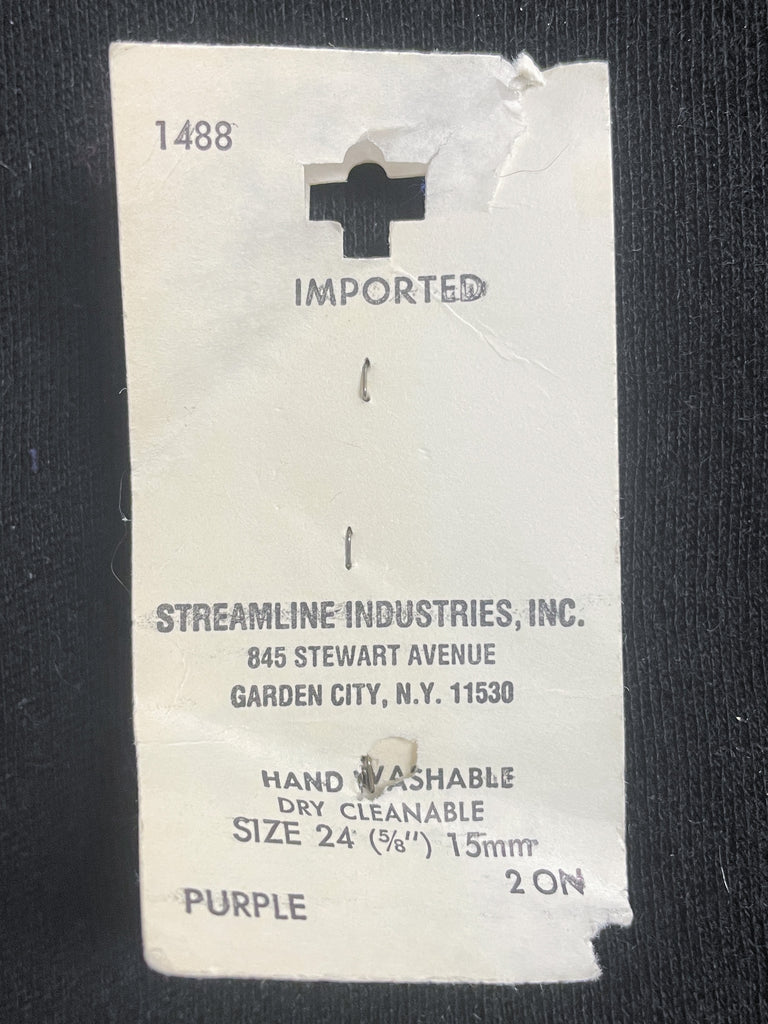 1488
IMPORTED
STREAMLINE INDUSTRIES, INC.
845 STEWART AVENUE
GARDEN CITY, N.Y. 11530
HAND WASHABLE
DRY CLEANABLE
SIZE 24 (5/8") 15mm
2 ON
PURPLE